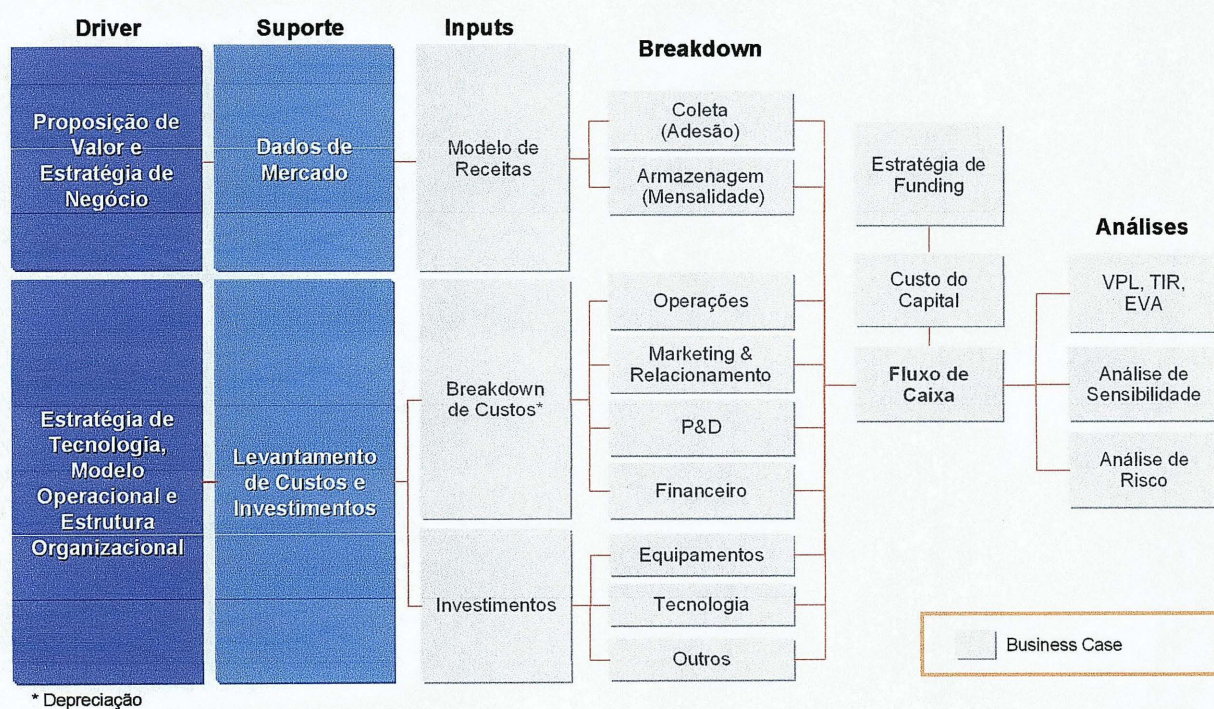 Driver
Suporte
Inputs
Breakdown
Proposição de
Valor e
Estratégia de
Negócio
Dados de
Mercado
Modelo de
Receitas
Coleta
(Adesão)
Armazenagem
(Mensalidade)
Estratégia de
Funding
Análises
Estratégia de
Tecnologia,
Modelo
Operacional e
Estrutura
Organizacional
Levantamento
de Custos e
Investimentos
Breakdown
de Custos*
Operações
Marketing &
Relacionamento
P&D
Financeiro
Custo do
Capital
Fluxo de
Caixa
VPL, TIR,
EVA
Análise de
Sensibilidade
Análise de
Risco
Investimentos
Equipamentos
Tecnologia
Outros
Business Case
* Depreciação